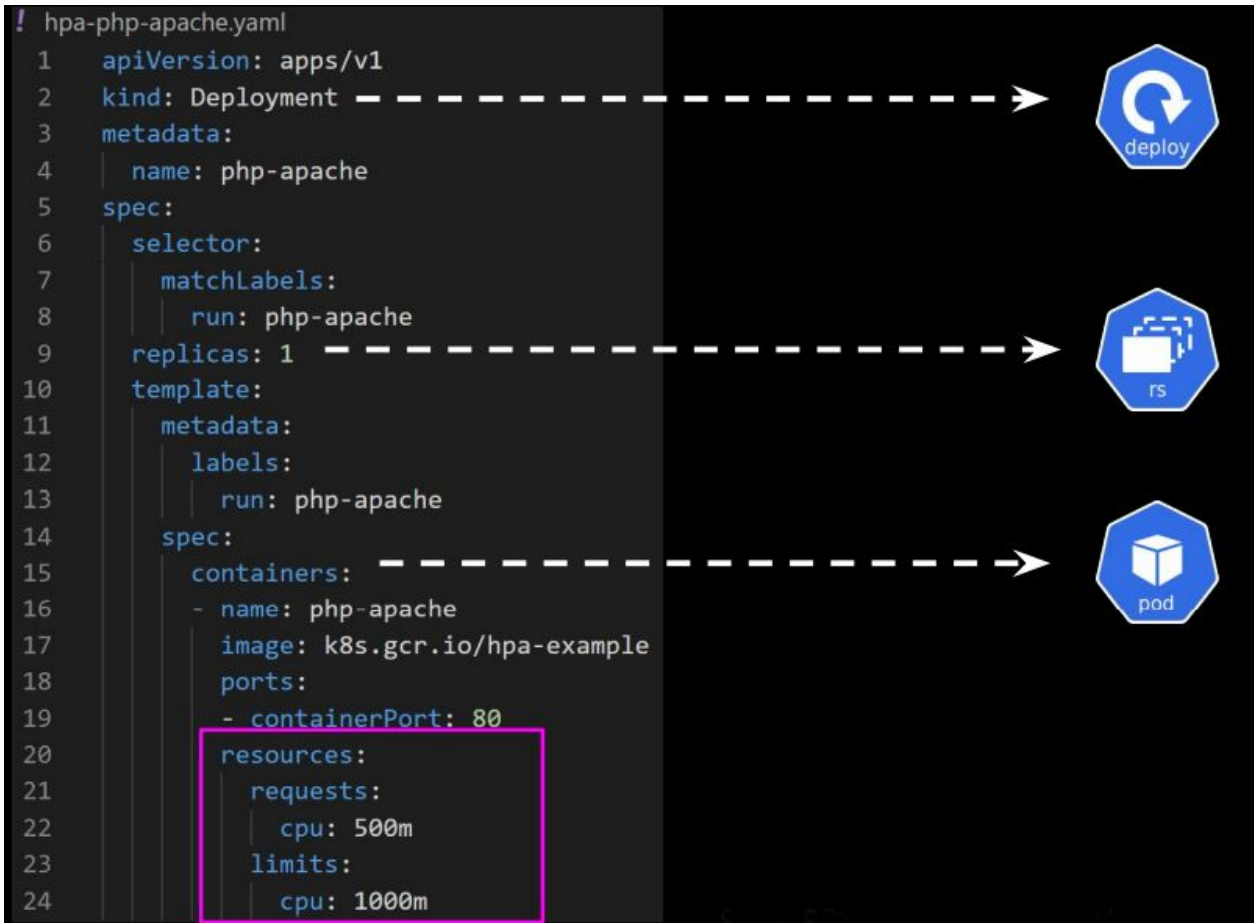 ! hpa-php-apache.yaml
1 apiVersion: apps/v1
2 kind: Deployment
deploy
3 metadata:
4 name: php-apache
5 spec:
6 selector:
7 matchLabels:
8 run: php-apache
9 replicas: 1
rs
10 template:
11 metadata:
12 labels:
13 run: php-apache
14 spec:
15 containers:
pod
16 - name: php-apache
17 image: k8s.gcr.io/hpa-example
18 ports:
19 - containerPort: 80
20 resources:
21 requests:
22 cpu: 500m
23 limits:
24 cpu: 1000m